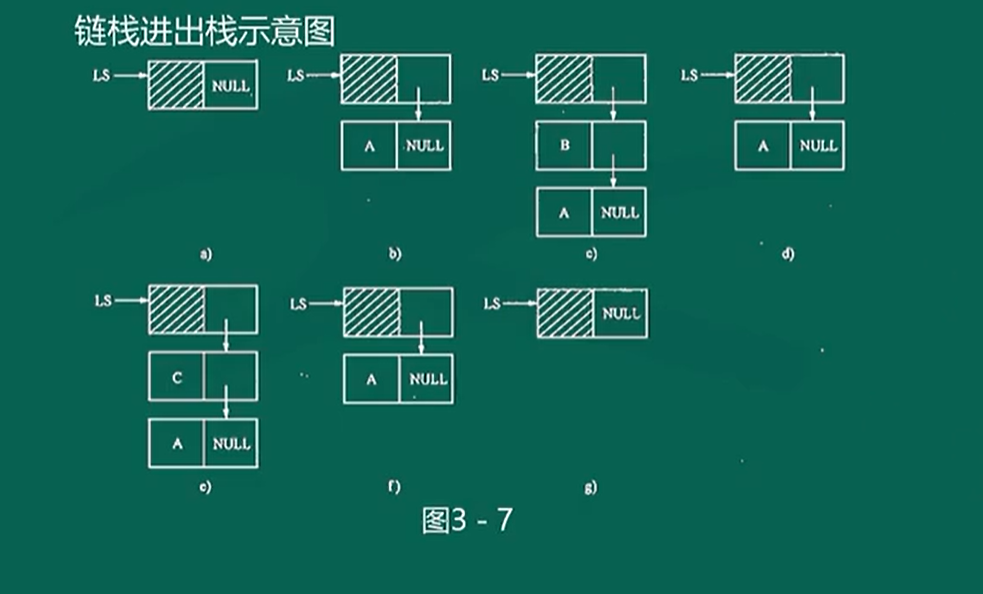 链栈进出栈示意图
LS NULL LS LS LS
A NULL B A NULL
A NULL
a) b) c) d)
LS LS LS NULL
C A NULL
A NULL
e) f) g)
图3-7